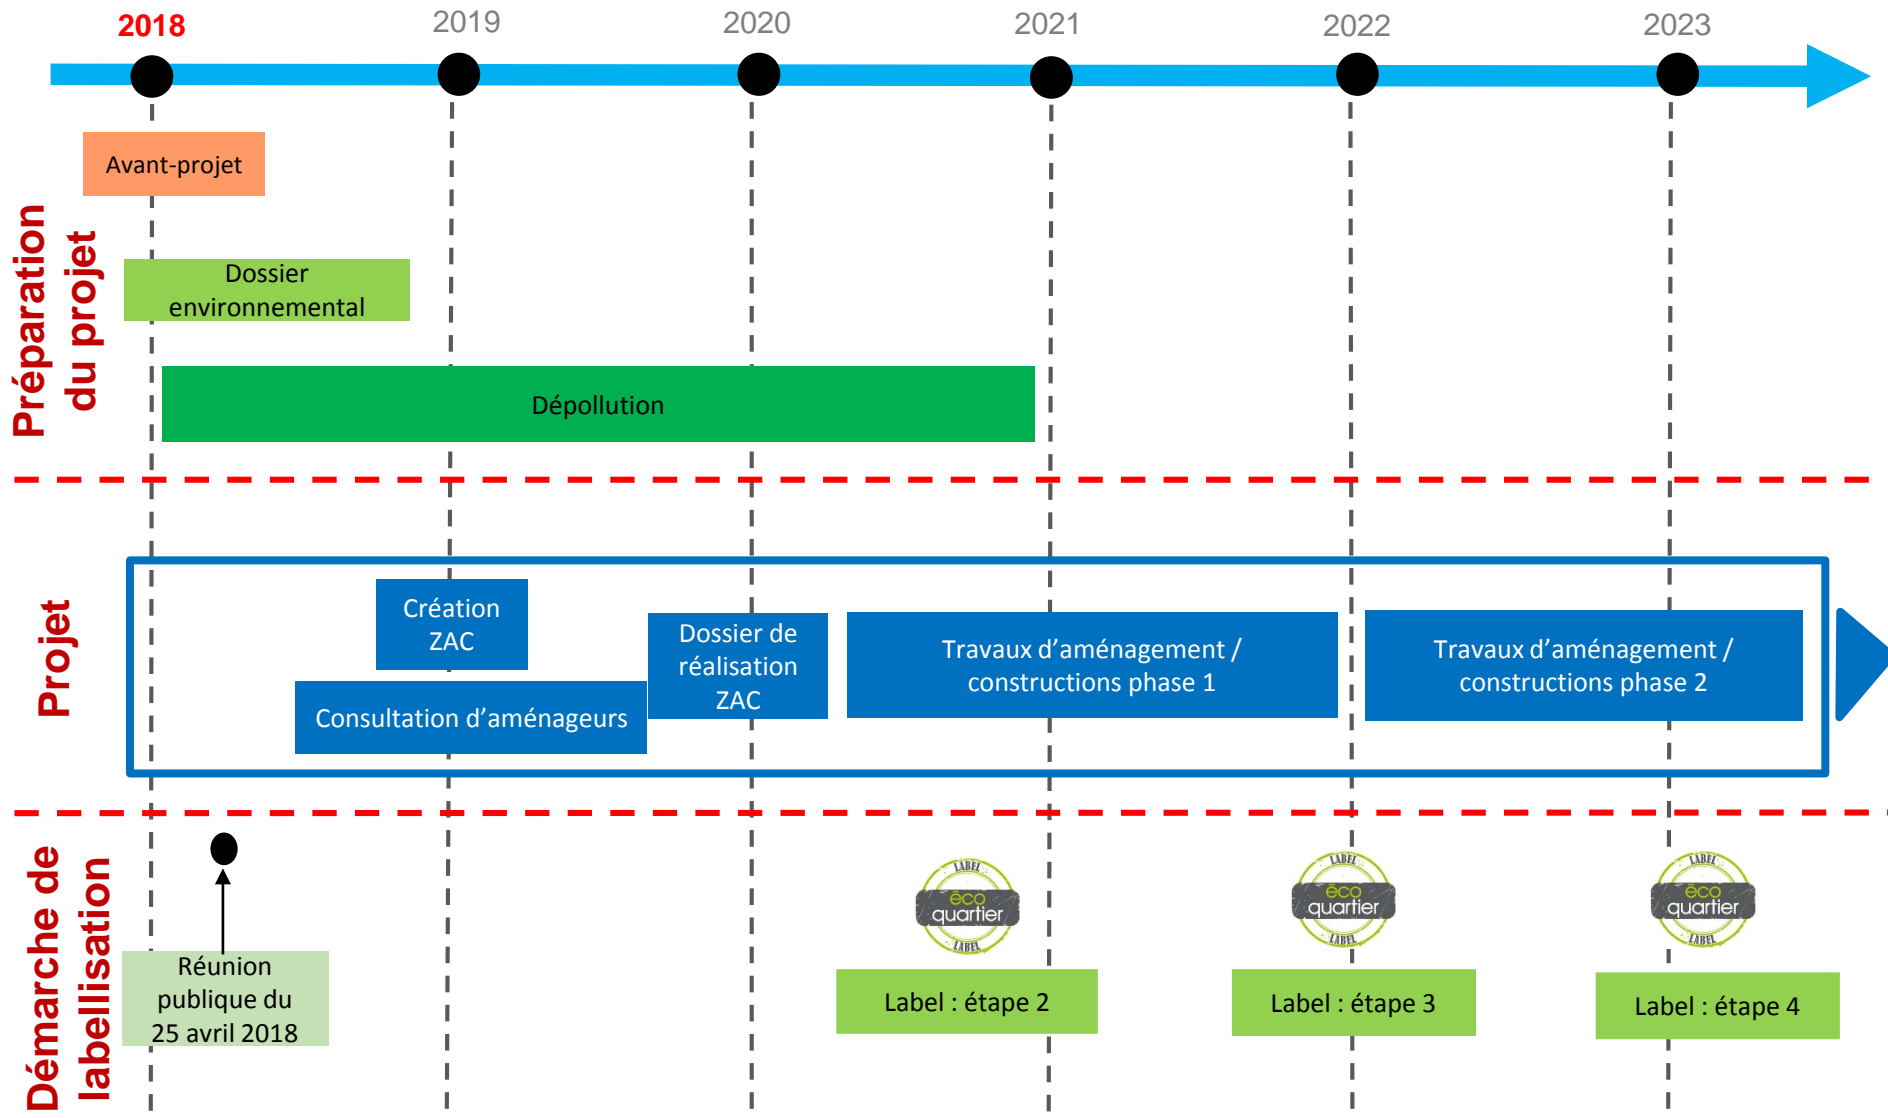 2018
2019
2020
2021
2022
2023
Préparation
du projet
Avant-projet
Dossier
environnemental
Dépollution
Projet
Création
ZAC
Consultation d’aménageurs
Dossier de
réalisation
ZAC
Travaux d’aménagement /
constructions phase 1
Travaux d’aménagement /
constructions phase 2
Démarche de
labellisation
Réunion
publique du
25 avril 2018
LABEL
éco
quartier
LABEL
Label : étape 2
LABEL
éco
quartier
LABEL
Label : étape 3
LABEL
éco
quartier
LABEL
Label : étape 4